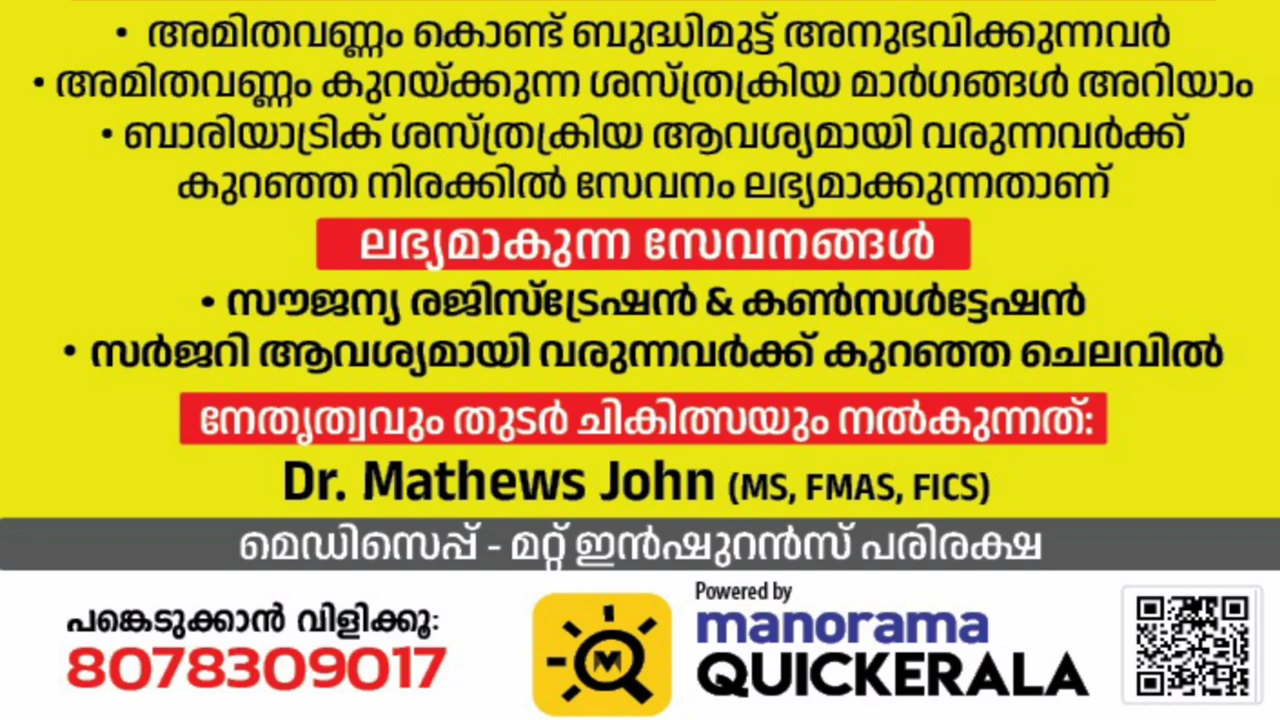 • അമിതവണ്ണം കൊണ്ട് ബുദ്ധിമുട്ട് അനുഭവിക്കുന്നവർ
• അമിതവണ്ണം കുറയ്ക്കുന്ന ശസ്ത്രക്രിയ മാർഗങ്ങൾ അറിയാം
• ബാരിയാട്രിക് ശസ്ത്രക്രിയ ആവശ്യമായി വരുന്നവർക്ക്
കുറഞ്ഞ നിരക്കിൽ സേവനം ലഭ്യമാക്കുന്നതാണ്
ലഭ്യമാകുന്ന സേവനങ്ങൾ
• സൗജന്യ രജിസ്ട്രേഷൻ & കൺസൾട്ടേഷൻ
• സർജറി ആവശ്യമായി വരുന്നവർക്ക് കുറഞ്ഞ ചെലവിൽ
നേതൃത്വവും തുടർ ചികിത്സയും നൽകുന്നത്:
Dr. Mathews John (MS, FMAS, FICS)
മെഡിസെപ്പ് - മറ്റ് ഇൻഷുറൻസ് പരിരക്ഷ
പങ്കെടുക്കാൻ വിളിക്കൂ:
8078309017
M
Powered by
manorama
QUICKERALA